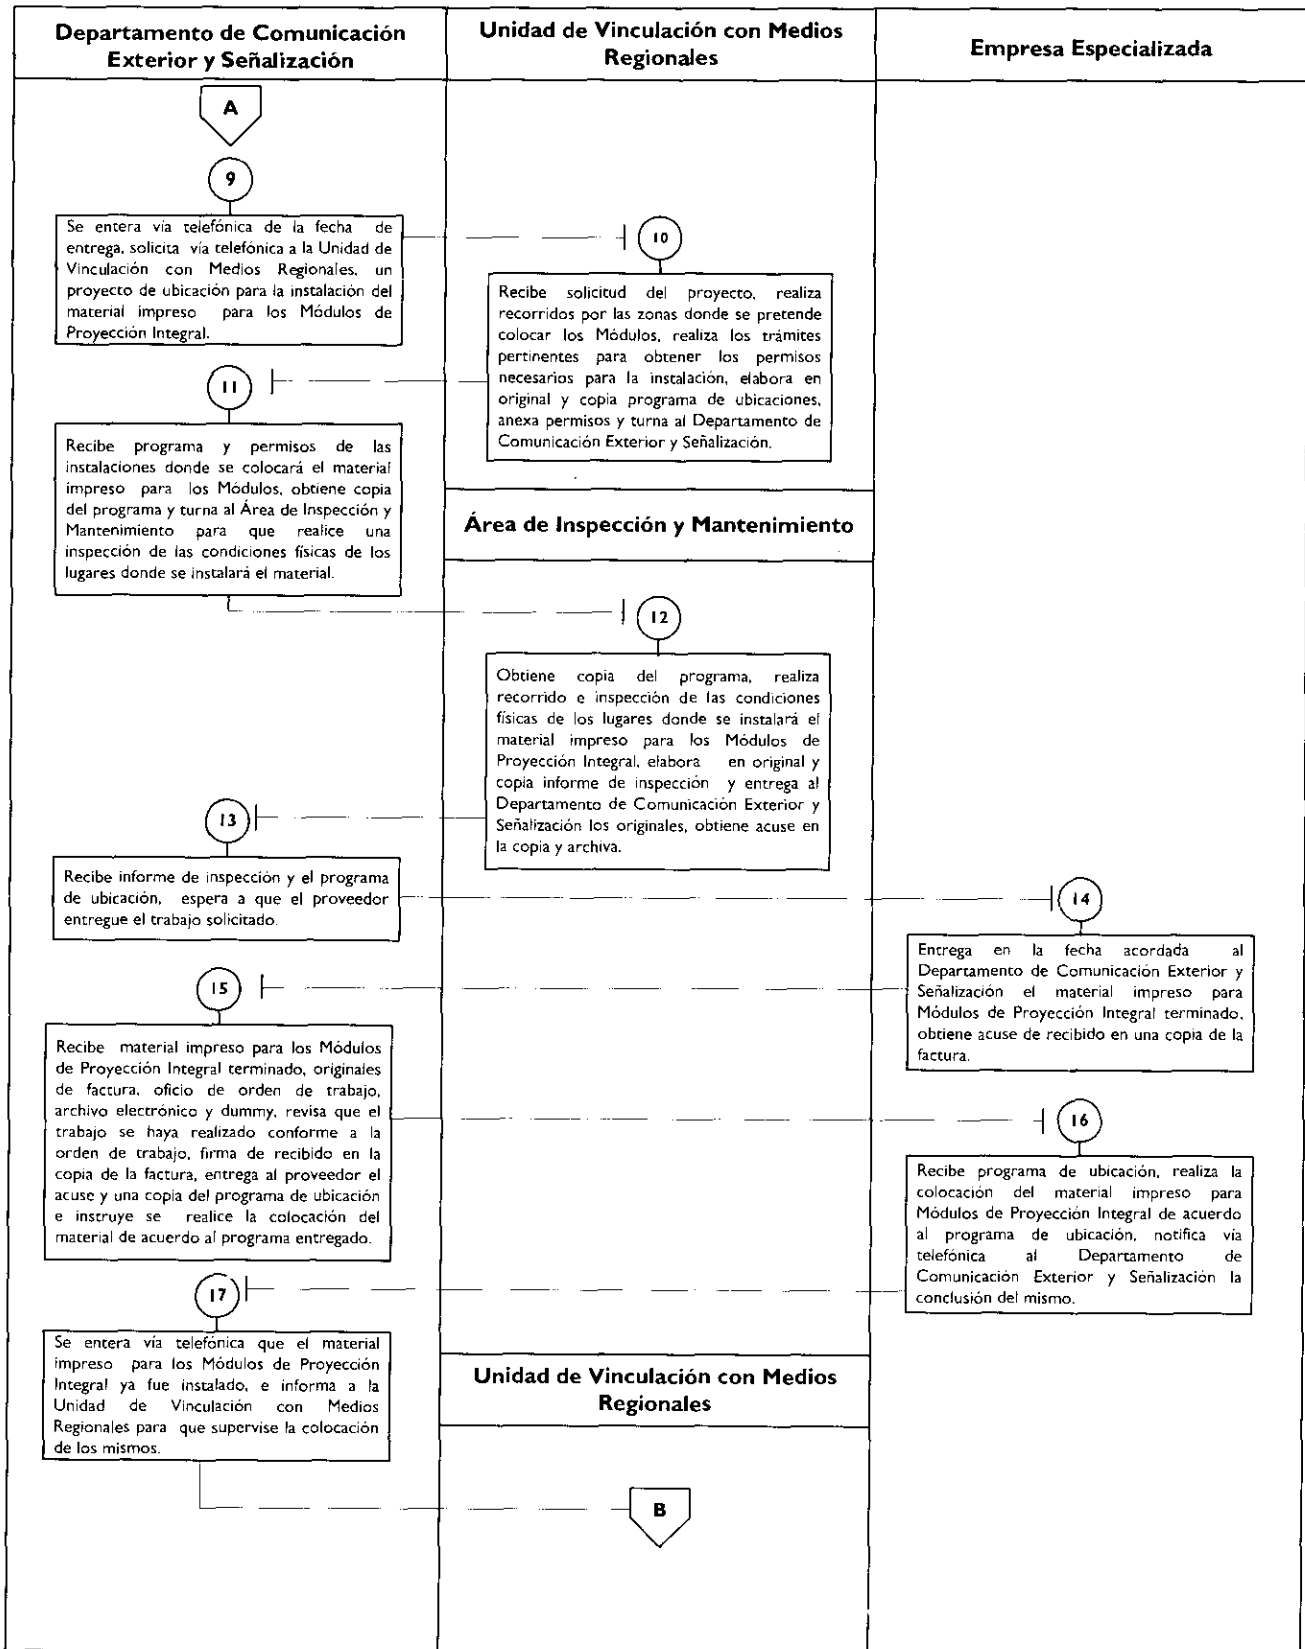 Departamento de Comunicación
Exterior y Señalización
Unidad de Vinculación con Medios
Regionales
Empresa Especializada
A
9
Se entera vía telefónica de la fecha de
entrega, solicita vía telefónica a la Unidad de
Vinculación con Medios Regionales, un
proyecto de ubicación para la instalación del
material impreso para los Módulos de
Proyección Integral.
10
Recibe solicitud del proyecto, realiza
recorridos por las zonas donde se pretende
colocar los Módulos, realiza los trámites
pertinentes para obtener los permisos
necesarios para la instalación, elabora en
original y copia programa de ubicaciones,
anexa permisos y turna al Departamento de
Comunicación Exterior y Señalización.
11
Recibe programa y permisos de las
instalaciones donde se colocará el material
impreso para los Módulos, obtiene copia
del programa y turna al Área de Inspección y
Mantenimiento para que realice una
inspección de las condiciones físicas de los
lugares donde se instalará el material.
Área de Inspección y Mantenimiento
12
Obtiene copia del programa, realiza
recorrido e inspección de las condiciones
físicas de los lugares donde se instalará el
material impreso para los Módulos de
Proyección Integral, elabora en original y
copia informe de inspección y entrega al
Departamento de Comunicación Exterior y
Señalización los originales, obtiene acuse en
la copia y archiva.
13
Recibe informe de inspección y el programa
de ubicación, espera a que el proveedor
entregue el trabajo solicitado.
14
Entrega en la fecha acordada al
Departamento de Comunicación Exterior y
Señalización el material impreso para
Módulos de Proyección Integral terminado,
obtiene acuse de recibido en una copia de la
factura.
15
Recibe material impreso para los Módulos
de Proyección Integral terminado, originales
de factura, oficio de orden de trabajo,
archivo electrónico y dummy, revisa que el
trabajo se haya realizado conforme a la
orden de trabajo, firma de recibido en la
copia de la factura, entrega al proveedor el
acuse y una copia del programa de ubicación
e instruye se realice la colocación del
material de acuerdo al programa entregado.
16
Recibe programa de ubicación, realiza la
colocación del material impreso para
Módulos de Proyección Integral de acuerdo
al programa de ubicación, notifica vía
telefónica al Departamento de
Comunicación Exterior y Señalización la
conclusión del mismo.
17
Se entera vía telefónica que el material
impreso para los Módulos de Proyección
Integral ya fue instalado, e informa a la
Unidad de Vinculación con Medios
Regionales para que supervise la colocación
de los mismos.
Unidad de Vinculación con Medios
Regionales
B